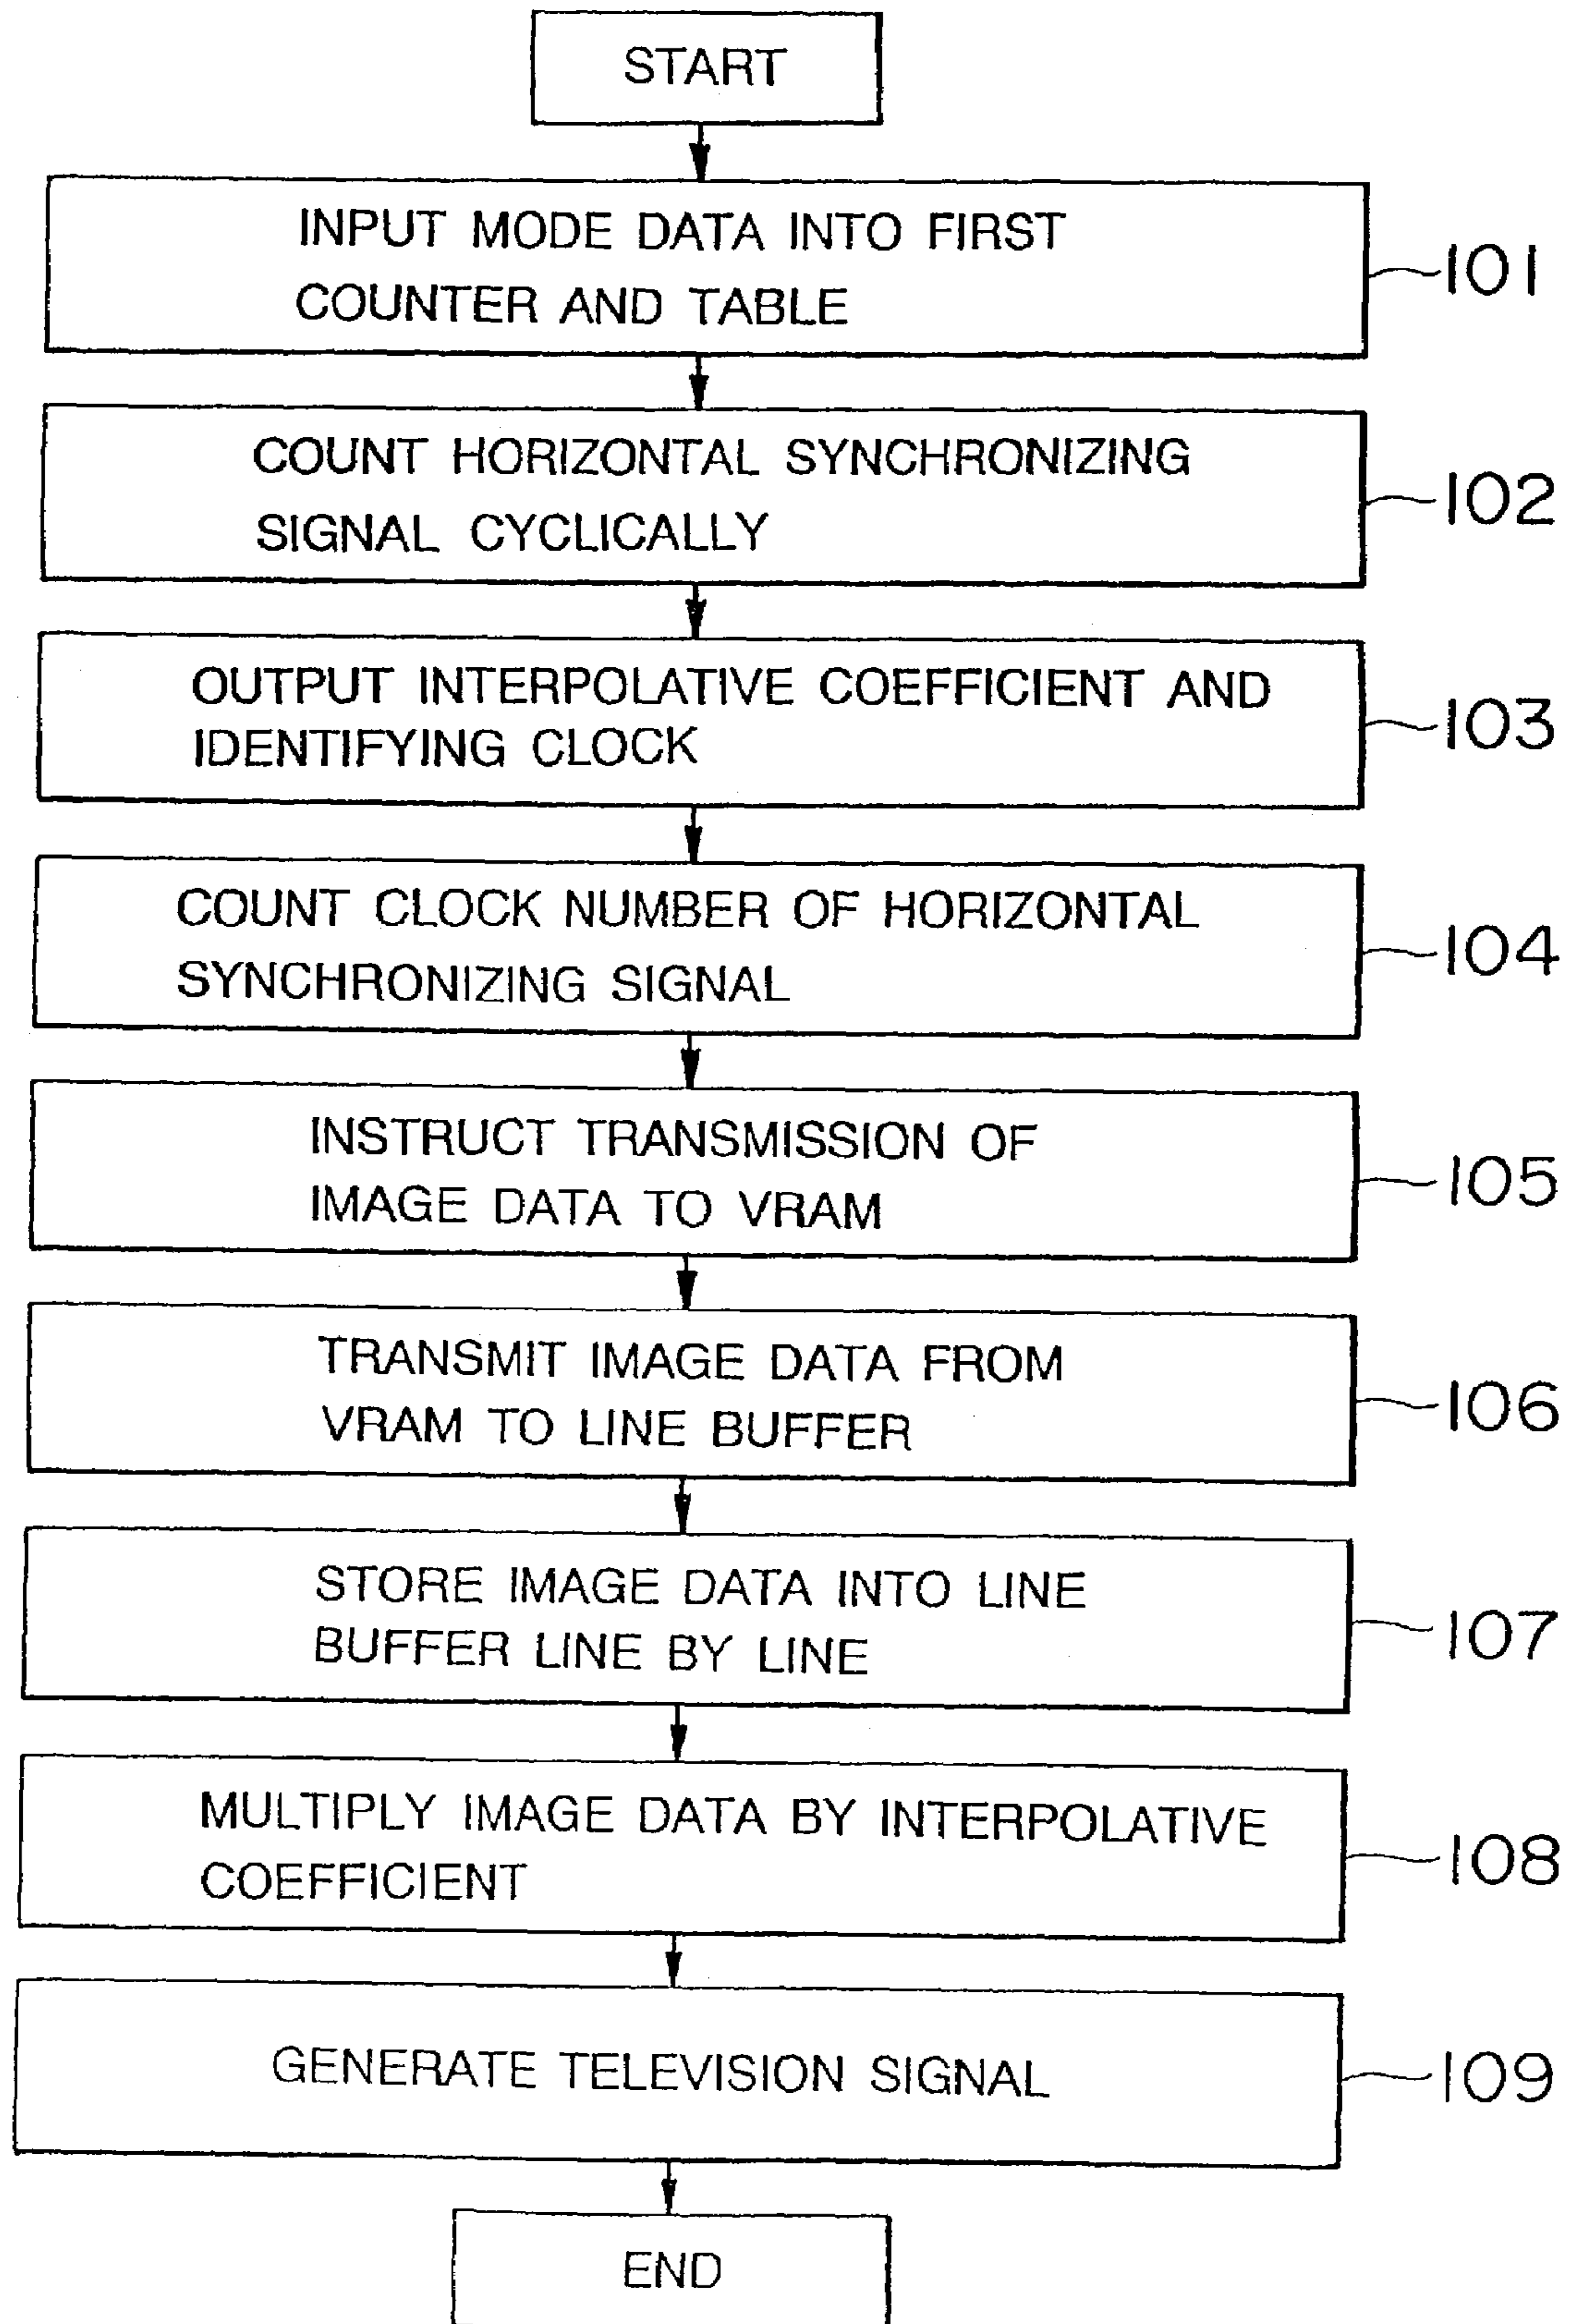 START
INPUT MODE DATA INTO FIRST
COUNTER AND TABLE
101
COUNT HORIZONTAL SYNCHRONIZING
SIGNAL CYCLICALLY
102
OUTPUT INTERPOLATIVE COEFFICIENT AND
IDENTIFYING CLOCK
103
COUNT CLOCK NUMBER OF HORIZONTAL
SYNCHRONIZING SIGNAL
104
INSTRUCT TRANSMISSION OF
IMAGE DATA TO VRAM
105
TRANSMIT IMAGE DATA FROM
VRAM TO LINE BUFFER
106
STORE IMAGE DATA INTO LINE
BUFFER LINE BY LINE
107
MULTIPLY IMAGE DATA BY INTERPOLATIVE
COEFFICIENT
108
GENERATE TELEVISION SIGNAL
109
END